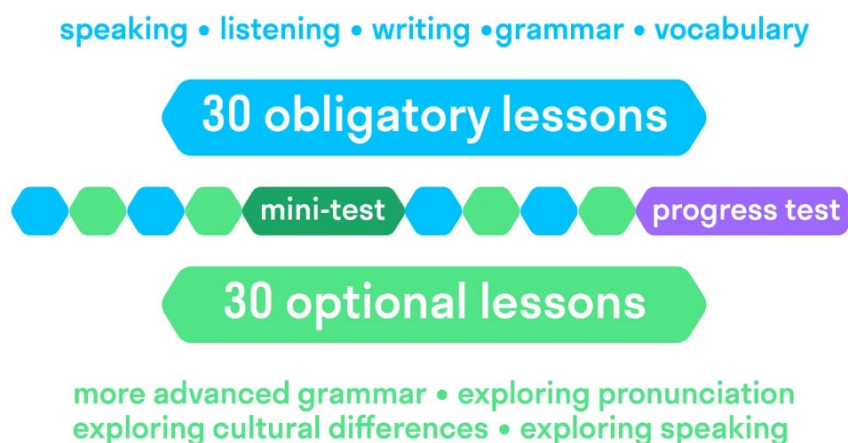 speaking • listening • writing •grammar • vocabulary
30 obligatory lessons
mini-test progress test
30 optional lessons
more advanced grammar • exploring pronunciation
exploring cultural differences • exploring speaking